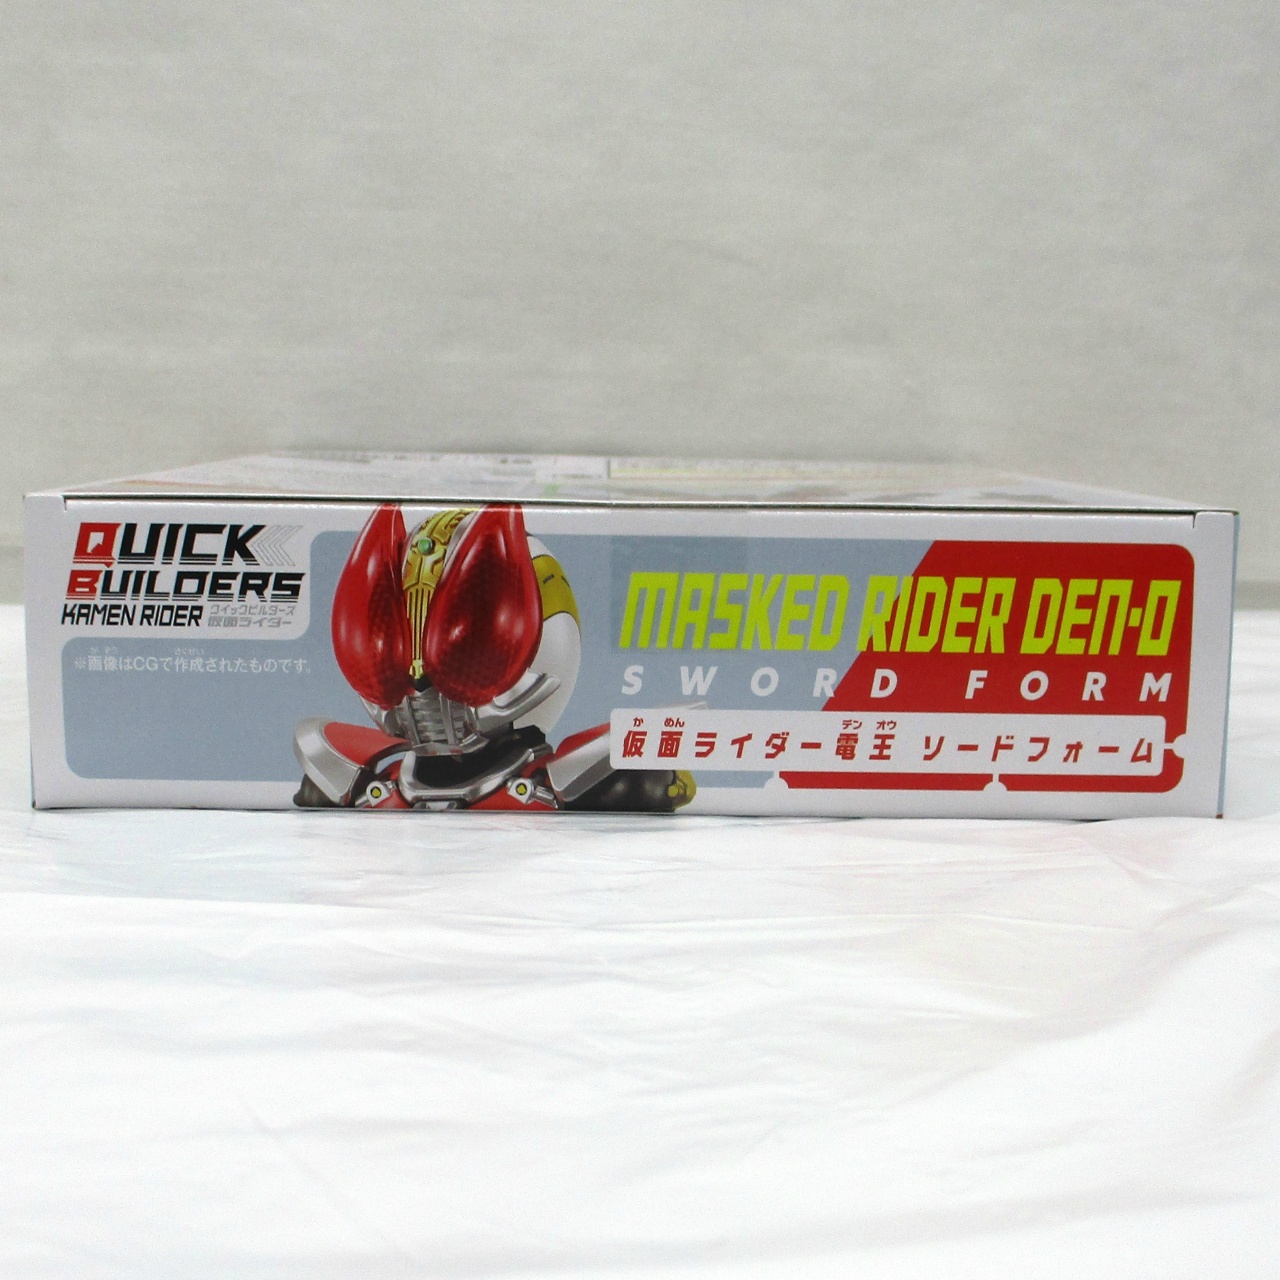 QUICK
BUILDERS
KAMEN RIDER クイックビルダーズ
仮面ライダー
※画像はCGで作成されたものです。
MASKED RIDER DEN-O
SWORD FORM
仮面ライダー電王 ソードフォーム